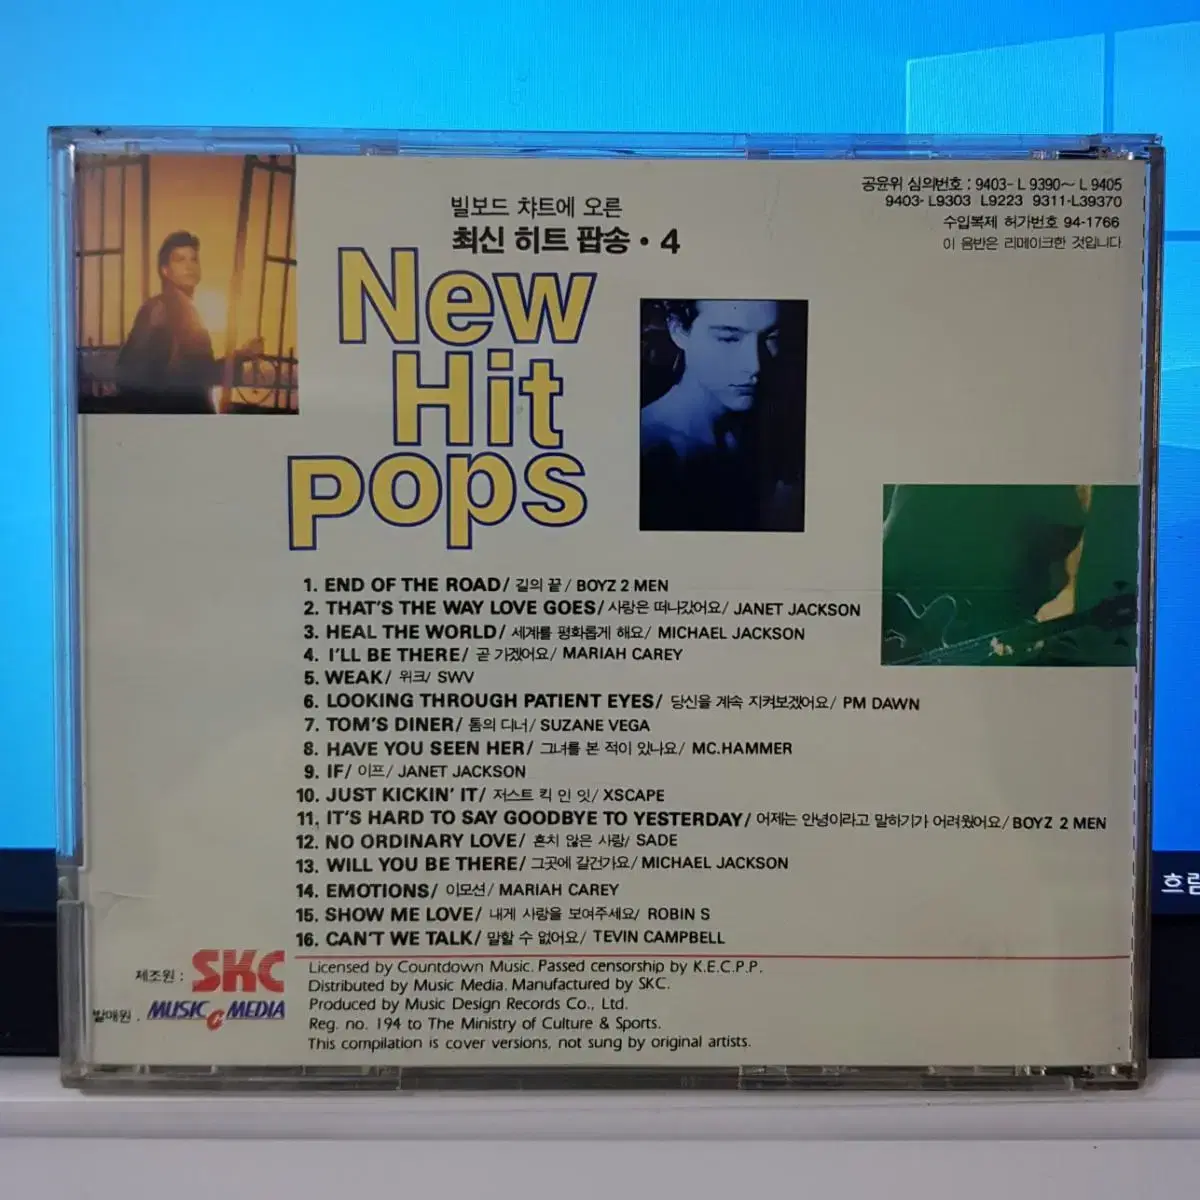 빌보드 챠트에 오른
최신 히트 팝송 · 4
New
Hit
Pops
공윤위 심의번호 : 9403- L 9390~ L 9405
9403- L9303 L9223 9311-L39370
수입복제 허가번호 94-1766
이 음반은 리메이크한 것입니다
1. END OF THE ROAD/ 길의 끝/ BOYZ 2 MEN
2. THAT'S THE WAY LOVE GOES/ 사랑은 떠나갔어요/ JANET JACKSON
3. HEAL THE WORLD/ 세계를 평화롭게 해요/ MICHAEL JACKSON
4. I'LL BE THERE/ 곧 가겠어요/ MARIAH CAREY
5. WEAK/ 위크/ SWV
6. LOOKING THROUGH PATIENT EYES/ 당신을 계속 지켜보겠어요/ PM DAWN
7. TOM'S DINER/ 톰의 디너/ SUZANE VEGA
8. HAVE YOU SEEN HER/ 그녀를 본 적이 있나요/ MC.HAMMER
9. IF/ 이프/ JANET JACKSON
10. JUST KICKIN' IT/ 저스트 킥 인 잇/ XSCAPE
11. IT'S HARD TO SAY GOODBYE TO YESTERDAY/ 어제는 안녕이라고 말하기가 어려웠어요/ BOYZ 2 MEN
12. NO ORDINARY LOVE/ 흔치 않은 사랑/ SADE
13. WILL YOU BE THERE/ 그곳에 갈건가요/ MICHAEL JACKSON
14. EMOTIONS/ 이모션/ MARIAH CAREY
15. SHOW ME LOVE/ 내게 사랑을 보여주세요/ ROBIN S
16. CAN'T WE TALK/ 말할 수 없어요/ TEVIN CAMPBELL
제조원 : SKC
발매원 . MUSIC MEDIA
Licensed by Countdown Music. Passed censorship by K.E.C.P.P.
Distributed by Music Media. Manufactured by SKC.
Produced by Music Design Records Co., Ltd.
Reg. no. 194 to The Ministry of Culture & Sports.
This compilation is cover versions, not sung by original artists.
흐림